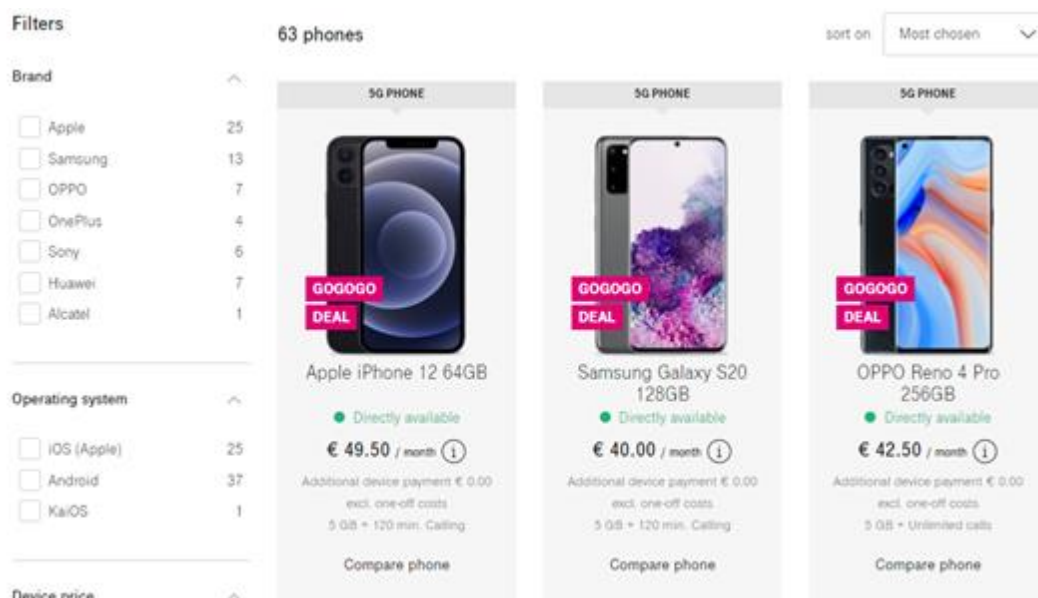 Filters
Brand
Apple 25
Samsung 13
OPPO 7
OnePlus 4
Sony 6
Huawei 7
Alcatel 1
Operating system
iOS (Apple) 25
Android 37
KaiOS 1
Device price
63 phones
sort on Most chosen
5G PHONE
GOGOGO
DEAL
Apple iPhone 12 64GB
Directly available
€ 49.50 / month i
Additional device payment € 0.00
excl. one-off costs
5 GB + 120 min. Calling
Compare phone
5G PHONE
GOGOGO
DEAL
Samsung Galaxy S20
128GB
Directly available
€ 40.00 / month i
Additional device payment € 0.00
excl. one-off costs
5 GB + 120 min. Calling
Compare phone
5G PHONE
GOGOGO
DEAL
OPPO Reno 4 Pro
256GB
Directly available
€ 42.50 / month i
Additional device payment € 0.00
excl. one-off costs
5 GB + Unlimited calls
Compare phone